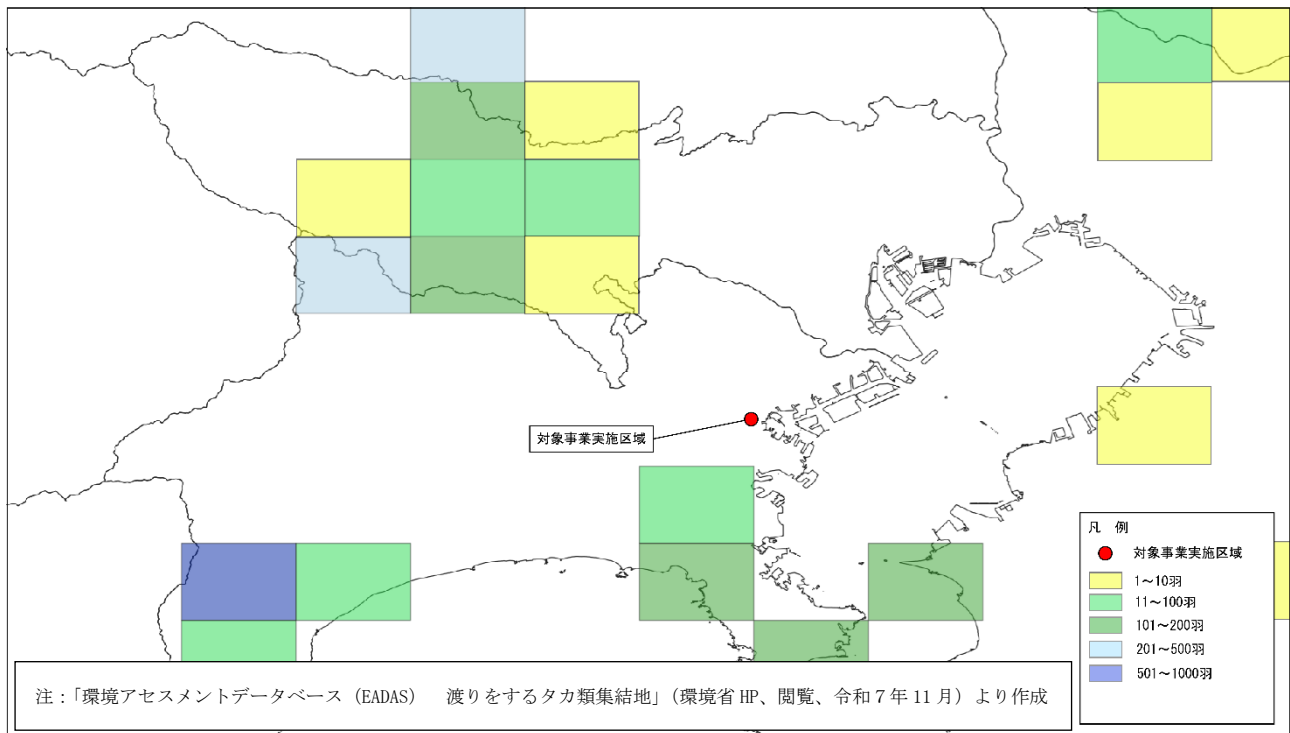 対象事業実施区域
凡 例
対象事業実施区域
1～10羽
11～100羽
101～200羽
201～500羽
501～1000羽
注：「環境アセスメントデータベース（EADAS） 渡りをするタカ類集結地」（環境省 HP、閲覧、令和７年 11 月）より作成